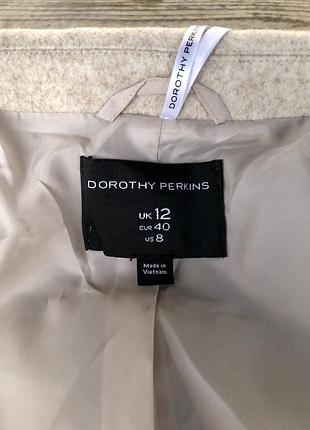 DOROTHY PERKINS
DOROTHY PERKINS
UK 12
EUR 40
US 8
Made in
Vietnam